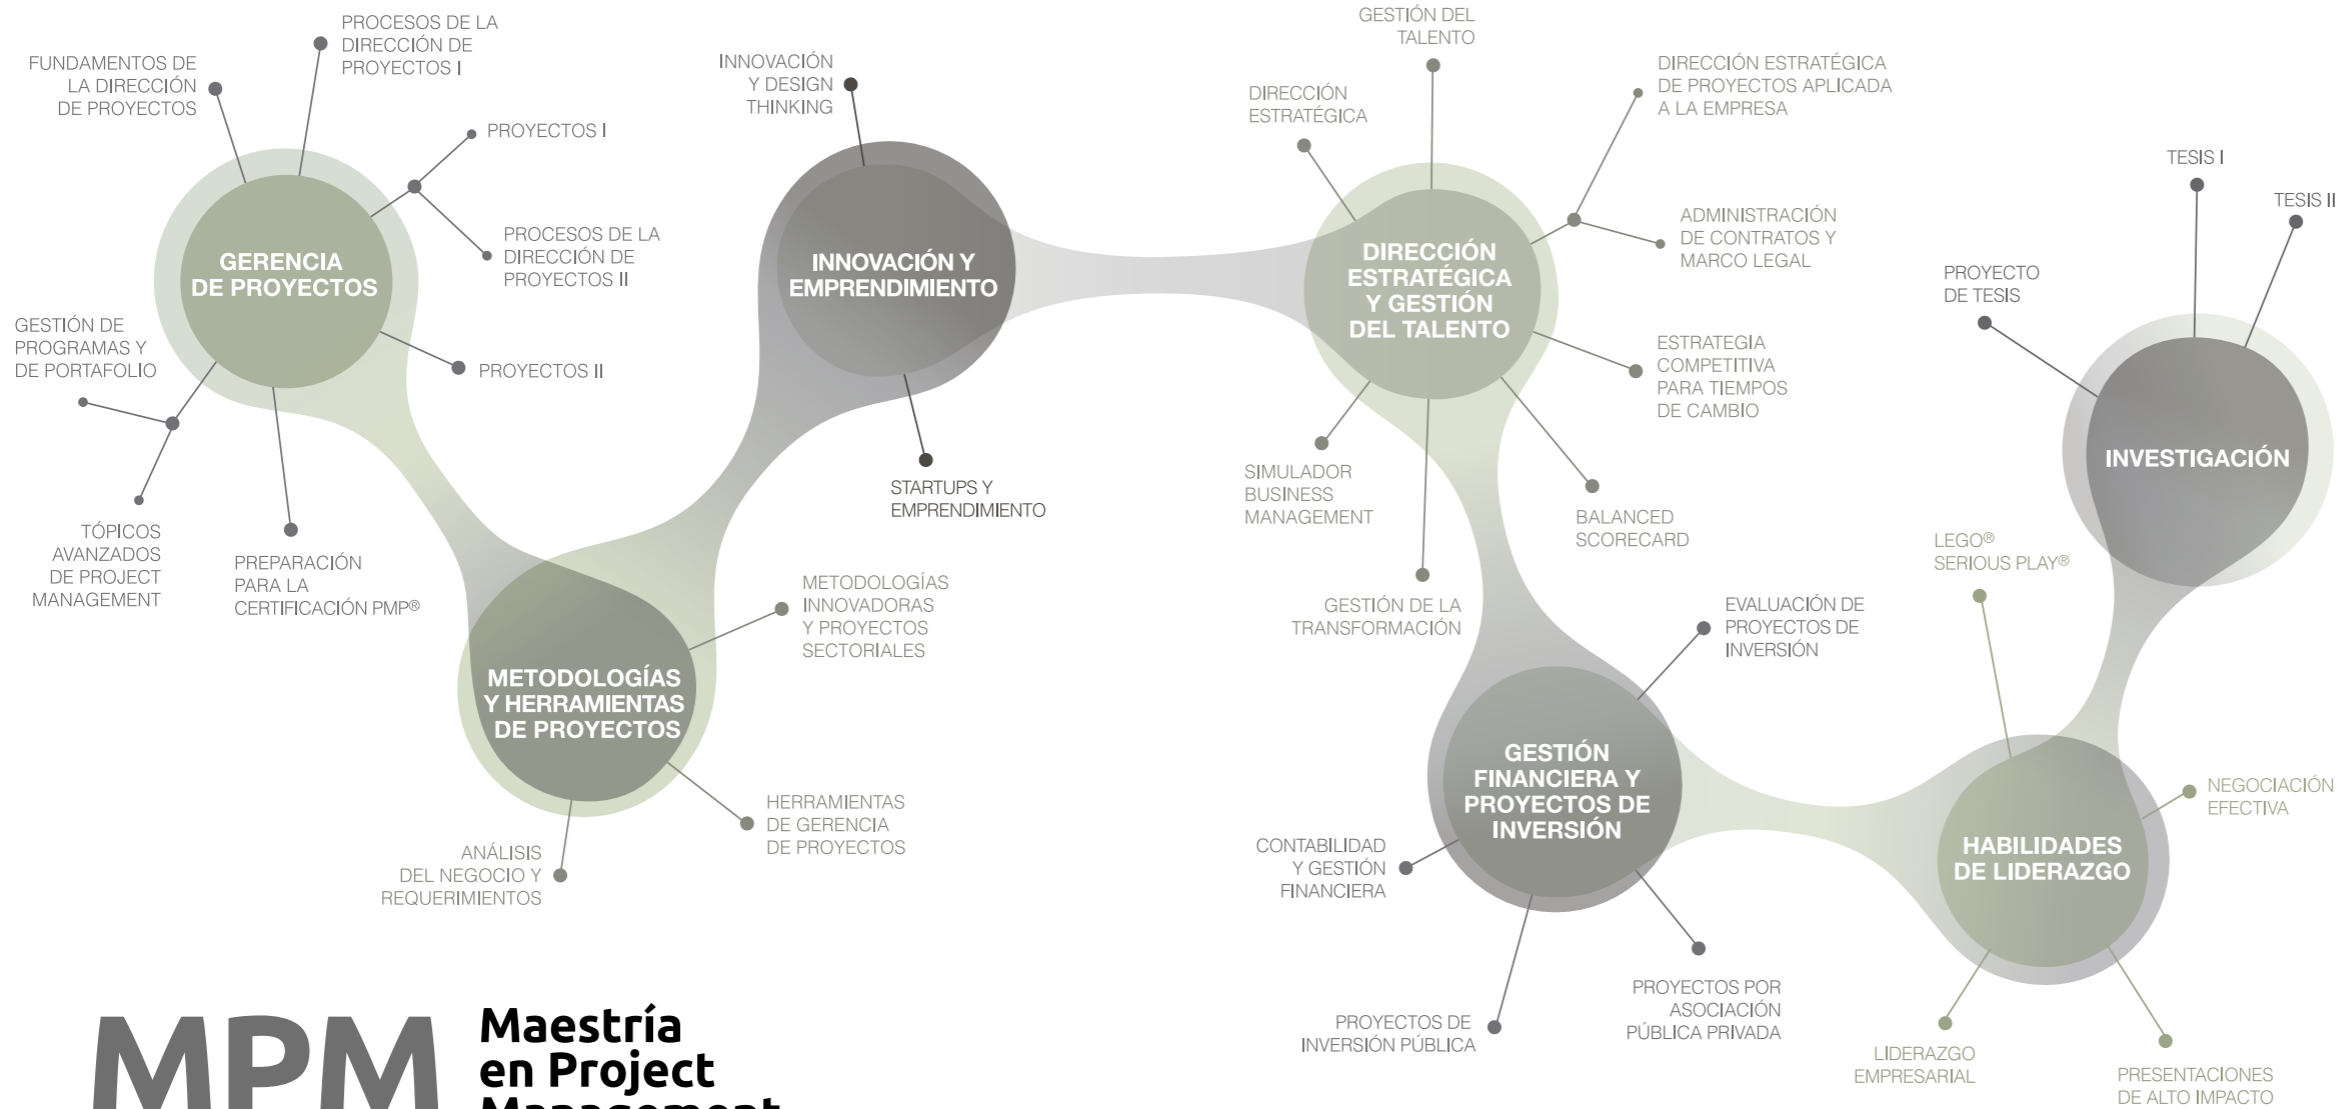 PROCESOS DE LA
DIRECCIÓN DE
PROYECTOS I
FUNDAMENTOS DE
LA DIRECCIÓN
DE PROYECTOS
PROYECTOS I
PROCESOS DE LA
DIRECCIÓN DE
PROYECTOS II
GERENCIA
DE PROYECTOS
PROYECTOS II
GESTIÓN DE
PROGRAMAS Y
DE PORTAFOLIO
TÓPICOS
AVANZADOS
DE PROJECT
MANAGEMENT
PREPARACIÓN
PARA LA
CERTIFICACIÓN PMP®
METODOLOGÍAS
Y HERRAMIENTAS
DE PROYECTOS
METODOLOGÍAS
INNOVADORAS
Y PROYECTOS
SECTORIALES
HERRAMIENTAS
DE GERENCIA
DE PROYECTOS
ANÁLISIS
DEL NEGOCIO Y
REQUERIMIENTOS
INNOVACIÓN
Y DESIGN
THINKING
INNOVACIÓN Y
EMPRENDIMIENTO
STARTUPS Y
EMPRENDIMIENTO
GESTIÓN DEL
TALENTO
DIRECCIÓN
ESTRATÉGICA
DIRECCIÓN ESTRATÉGICA
DE PROYECTOS APLICADA
A LA EMPRESA
ADMINISTRACIÓN
DE CONTRATOS Y
MARCO LEGAL
DIRECCIÓN
ESTRATÉGICA
Y GESTIÓN
DEL TALENTO
ESTRATEGIA
COMPETITIVA
PARA TIEMPOS
DE CAMBIO
SIMULADOR
BUSINESS
MANAGEMENT
BALANCED
SCORECARD
GESTIÓN DE LA
TRANSFORMACIÓN
EVALUACIÓN DE
PROYECTOS DE
INVERSIÓN
GESTIÓN
FINANCIERA Y
PROYECTOS DE
INVERSIÓN
CONTABILIDAD
Y GESTIÓN
FINANCIERA
PROYECTOS DE
INVERSIÓN PÚBLICA
PROYECTOS POR
ASOCIACIÓN
PÚBLICA PRIVADA
LEGO®
SERIOUS PLAY®
NEGOCIACIÓN
EFECTIVA
HABILIDADES
DE LIDERAZGO
LIDERAZGO
EMPRESARIAL
PRESENTACIONES
DE ALTO IMPACTO
TESIS I
TESIS II
PROYECTO
DE TESIS
INVESTIGACIÓN
MPM
Maestría
en Project
Management